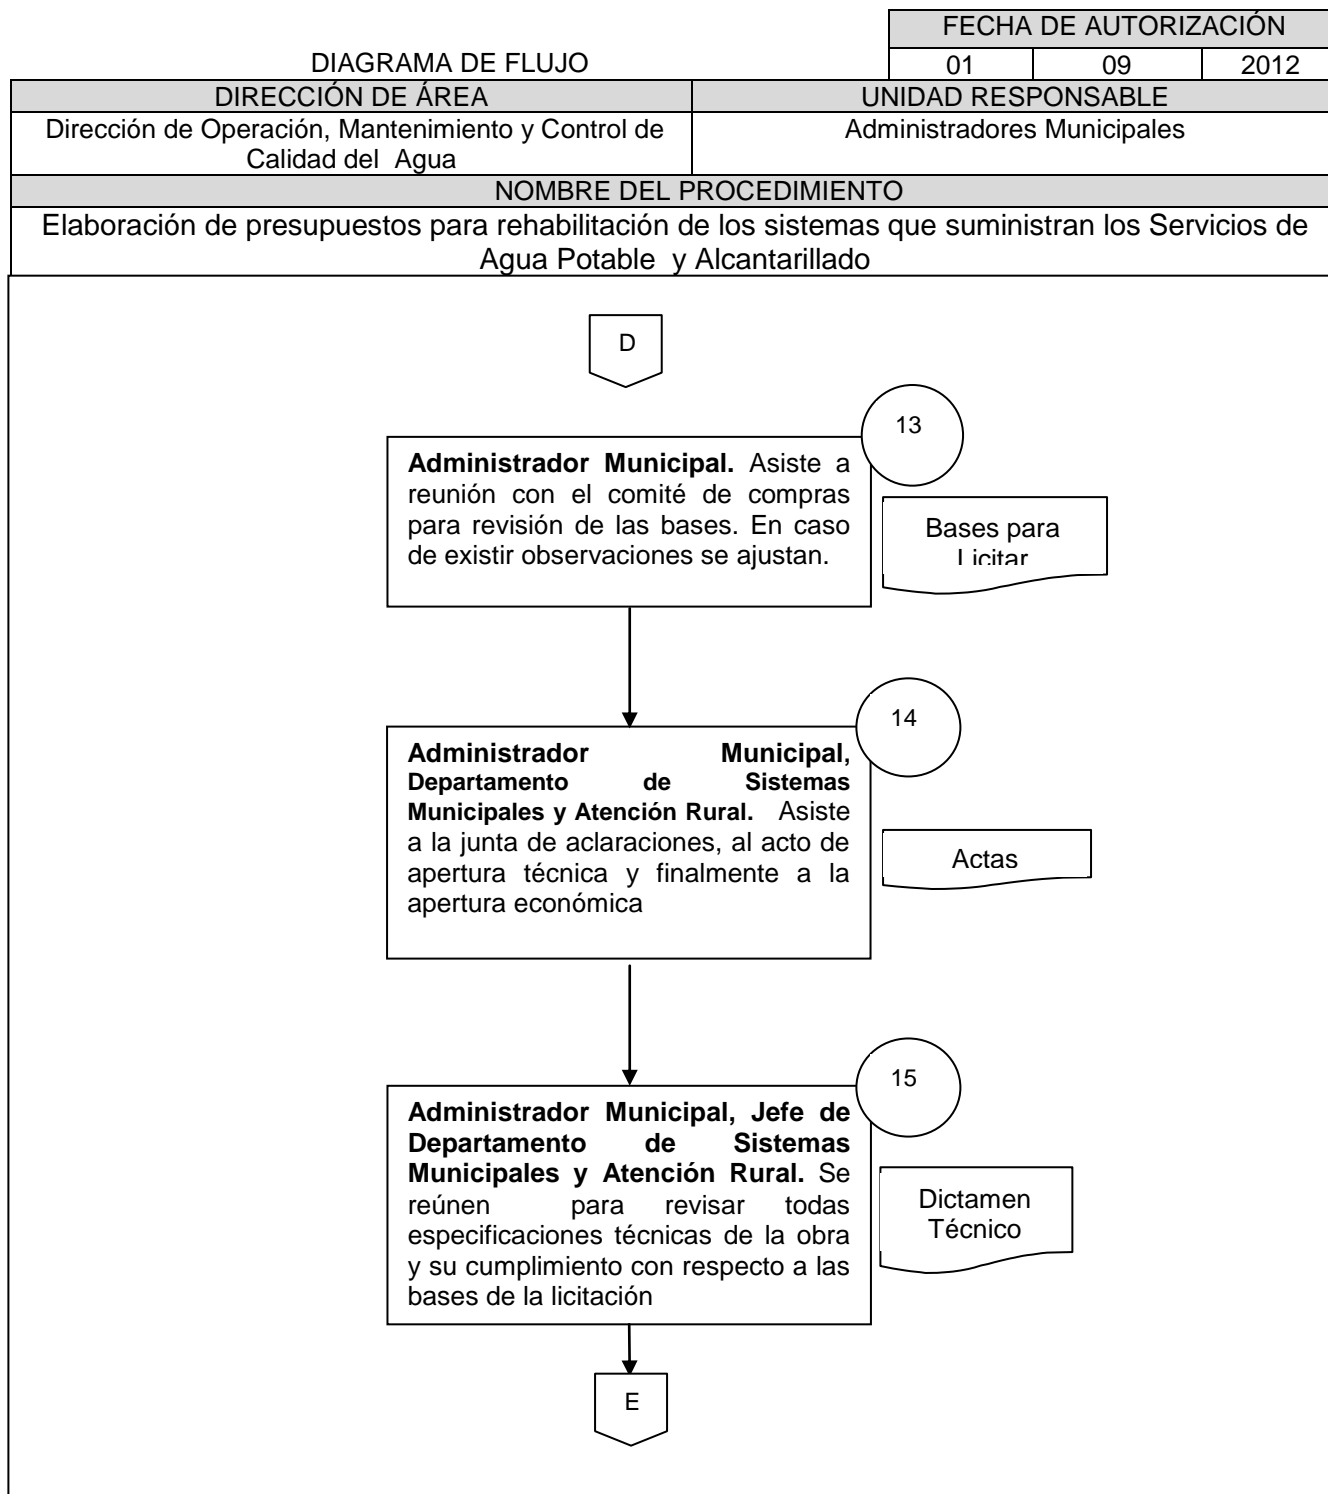 FECHA DE AUTORIZACIÓN
DIAGRAMA DE FLUJO
01 09 2012
DIRECCIÓN DE ÁREA
UNIDAD RESPONSABLE
Dirección de Operación, Mantenimiento y Control de
Calidad del Agua
Administradores Municipales
NOMBRE DEL PROCEDIMIENTO
Elaboración de presupuestos para rehabilitación de los sistemas que suministran los Servicios de
Agua Potable y Alcantarillado
D
13
Administrador Municipal. Asiste a
reunión con el comité de compras
para revisión de las bases. En caso
de existir observaciones se ajustan.
Bases para
Licitar
14
Administrador Municipal,
Departamento de Sistemas
Municipales y Atención Rural. Asiste
a la junta de aclaraciones, al acto de
apertura técnica y finalmente a la
apertura económica
Actas
15
Administrador Municipal, Jefe de
Departamento de Sistemas
Municipales y Atención Rural. Se
reúnen para revisar todas
especificaciones técnicas de la obra
y su cumplimiento con respecto a las
bases de la licitación
Dictamen
Técnico
E